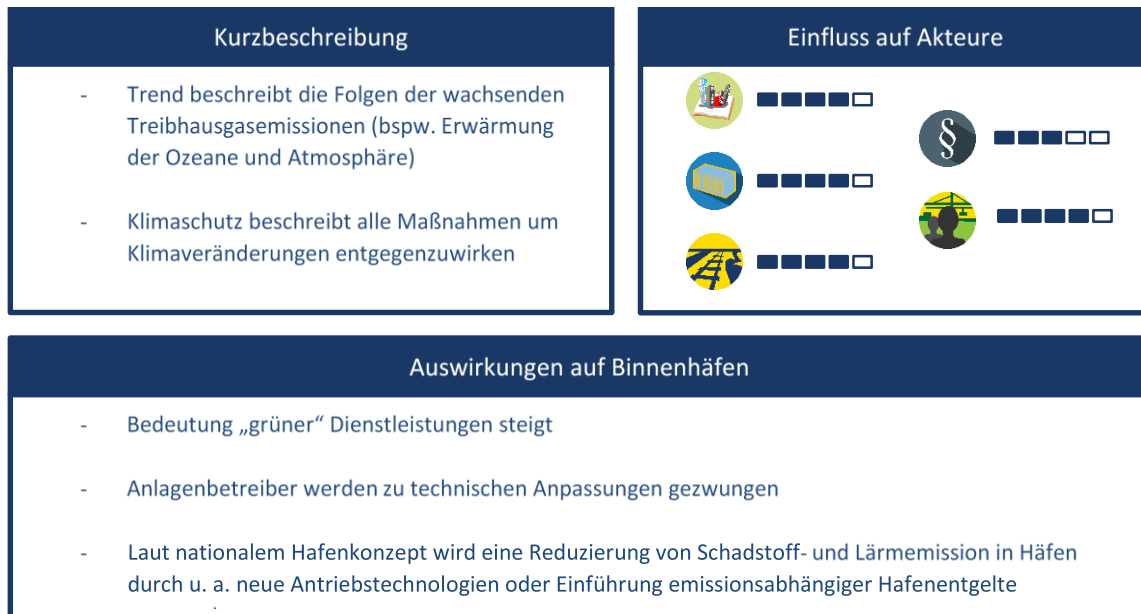 Kurzbeschreibung
- Trend beschreibt die Folgen der wachsenden
Treibhausgasemissionen (bspw. Erwärmung
der Ozeane und Atmosphäre)
- Klimaschutz beschreibt alle Maßnahmen um
Klimaveränderungen entgegenzuwirken
Einfluss auf Akteure
§
Auswirkungen auf Binnenhäfen
- Bedeutung „grüner“ Dienstleistungen steigt
- Anlagenbetreiber werden zu technischen Anpassungen gezwungen
- Laut nationalem Hafenkonzept wird eine Reduzierung von Schadstoff- und Lärmemission in Häfen
durch u. a. neue Antriebstechnologien oder Einführung emissionsabhängiger Hafenentgelte